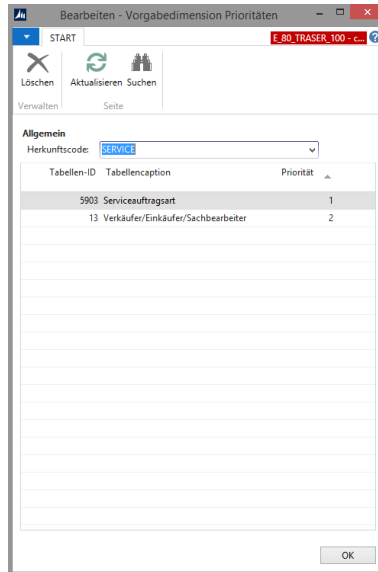 Bearbeiten - Vorgabedimension Prioritäten
START
E_80_TRASER_100 - c...
Löschen
Aktualisieren
Suchen
Verwalten
Seite
Allgemein
Herkunftscode: SERVICE
Tabellen-ID Tabellencaption Priorität
5903 Serviceauftragsart 1
13 Verkäufer/Einkäufer/Sachbearbeiter 2
OK